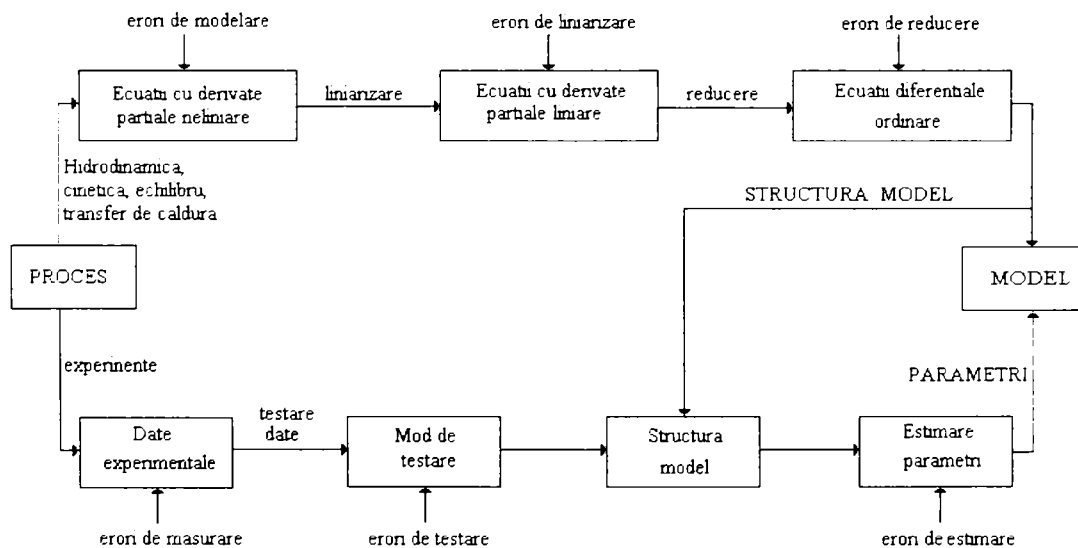 erori de modelare
erori de liniarizare
erori de reducere
Ecuatii cu derivate
partiale neliniare
liniarizare
Ecuatii cu derivate
partiale liniare
reducere
Ecuatii diferentiale
ordinare
Hidrodinamica,
cinetica, echilibru,
transfer de caldura
STRUCTURA MODEL
PROCES
MODEL
experiente
PARAMETRI
testare
date
Date
experimentale
Mod de
testare
Structura
model
Estimare
parametri
erori de masurare
erori de testare
erori de estimare